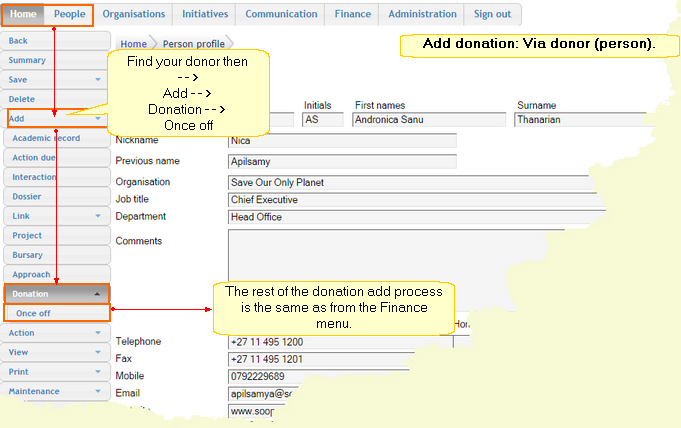 Home People Organisations Initiatives Communication Finance Administration Sign out
Add donation: Via donor (person).
Back
Summary
Save
Delete
Add
Academic record
Action due
Interaction
Dossier
Link
Project
Bursary
Approach
Donation
Once off
Action
View
Print
Maintenance
Home Person profile
Find your donor then
-->
Add -->
Donation -->
Once off
Initials First names Surname
AS Andronica Sanu Thanarian
Nickname Nica
Previous name Apilsamy
Organisation Save Our Only Planet
Job title Chief Executive
Department Head Office
Comments
The rest of the donation add process
is the same as from the Finance
menu.
Telephone +27 11 495 1200
Fax +27 11 495 1201
Mobile 0792229689
Email apilsamya@so
www.soop